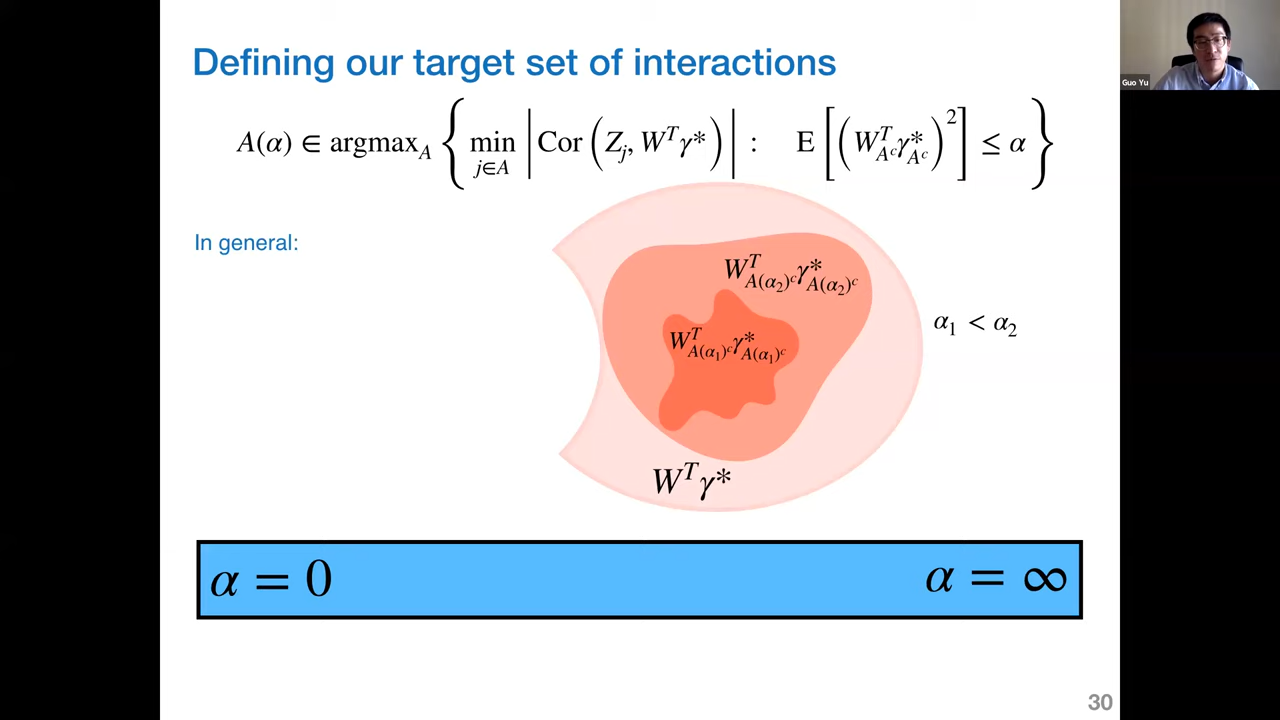 Defining our target set of interactions
Guo Yu
A(α) ∈ argmax_A { min_{j∈A} | Cor ( Z_j, W^T γ* ) | : E [ ( W^T_{A^c} γ*_{A^c} )^2 ] ≤ α }
In general:
W^T_{A(α_2)^c} γ*_{A(α_2)^c}
α_1 < α_2
W^T_{A(α_1)^c} γ*_{A(α_1)^c}
W^T γ*
α = 0
α = ∞
30